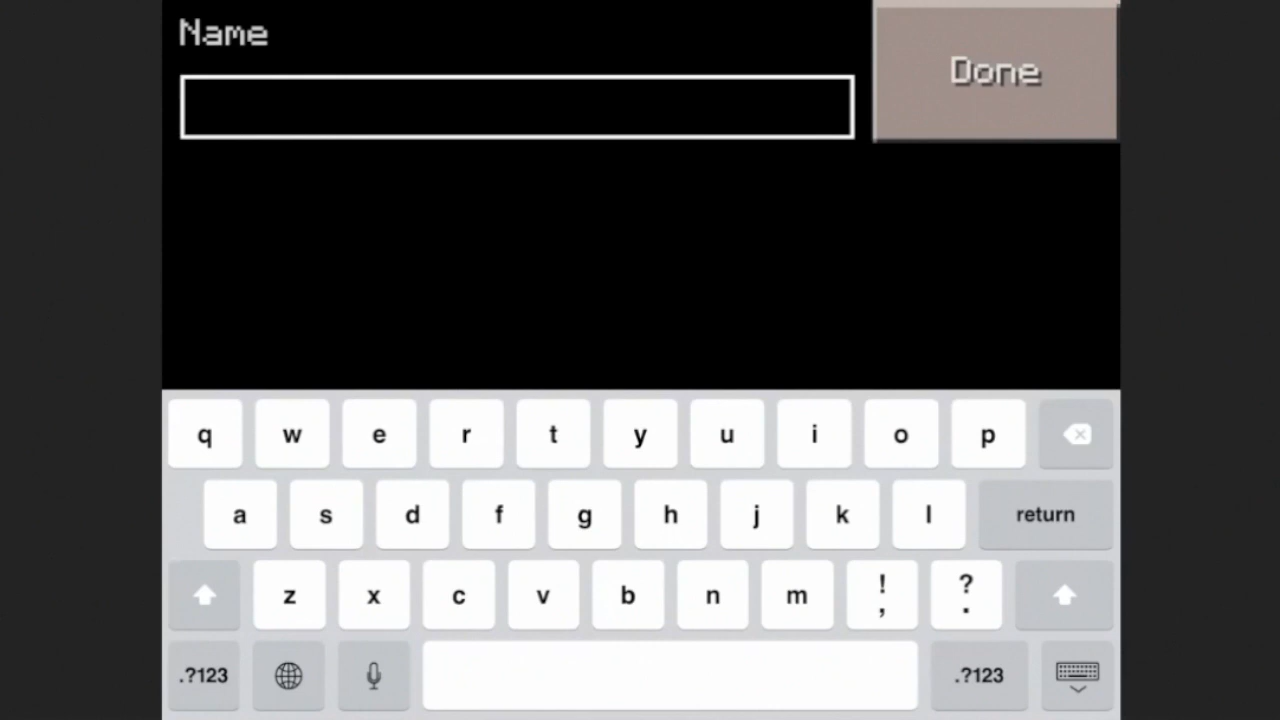 Name
Done
q w e r t y u i o p
a s d f g h j k l return
z x c v b n m ! , ? .
.?123 .?123